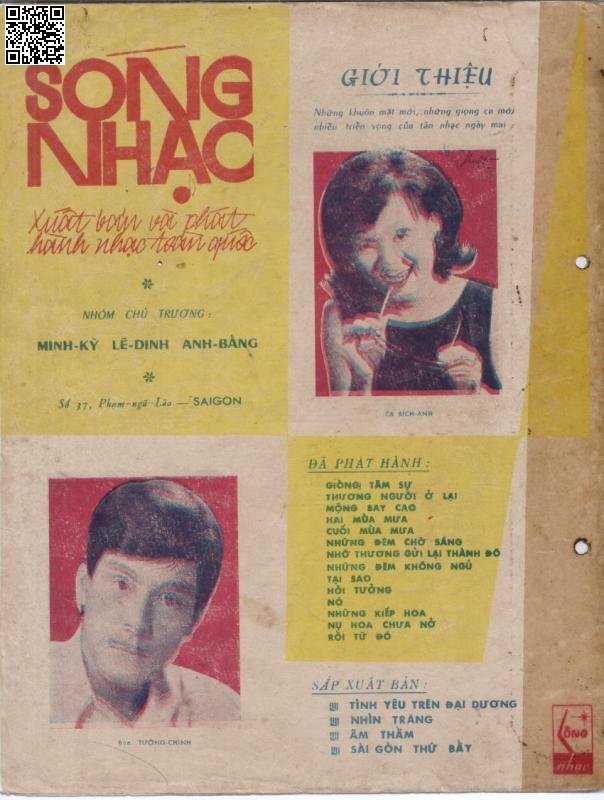 SÓNG
NHẠC
Xuất bản và phát
hành nhạc toàn quốc
NHÓM CHỦ TRƯƠNG :
MINH-KỲ LÊ-DINH ANH-BẰNG
Số 37, Phạm-ngũ-Lão — SAIGON
GIỚI THIỆU
Những khuôn mặt mới, những giọng ca mới
nhiều triển vọng của tân nhạc ngày mai :
CA BÍCH-ANH
ĐÃ PHÁT HÀNH :
GIÒNG TÂM SỰ
THƯƠNG NGƯỜI Ở LẠI
MỘNG BAY CAO
HAI MÙA MƯA
CUỐI MÙA MƯA
NHỮNG ĐÊM CHỜ SÁNG
NHỚ THƯƠNG GỬI LẠI THÀNH ĐÔ
NHỮNG ĐÊM KHÔNG NGỦ
TẠI SAO
HỒI TƯỞNG
NÓ
NHỮNG KIẾP HOA
NỤ HOA CHƯA NỞ
RỒI TỪ ĐÓ
TƯỜNG-CHINH
SẮP XUẤT BẢN :
TÌNH YÊU TRÊN ĐẠI DƯƠNG
NHÌN TRĂNG
ÂM THẦM
SÀI GÒN THỨ BẢY
SÓNG
nhạc